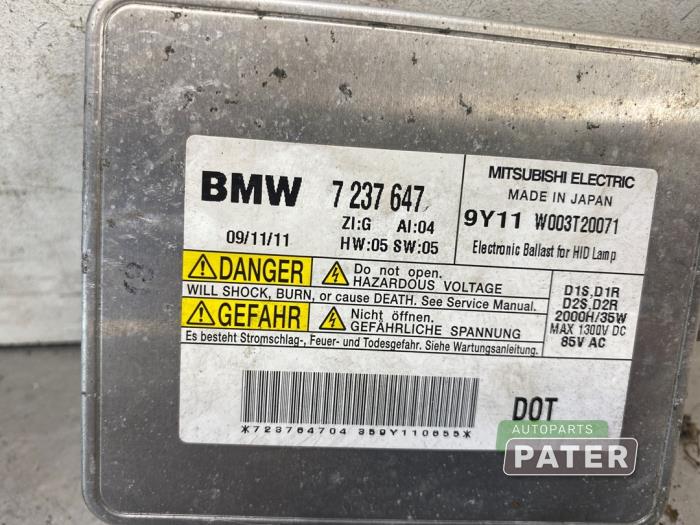 BMW 7 237 647
ZI:G AI:04
09/11/11 HW:05 SW:05
MITSUBISHI ELECTRIC
MADE IN JAPAN
9Y11 W003T20071
Electronic Ballast for HID Lamp
DANGER Do not open.
HAZARDOUS VOLTAGE
WILL SHOCK, BURN, or cause DEATH. See Service Manual.
GEFAHR Nicht öffnen.
GEFÄHRLICHE SPANNUNG
Es besteht Stromschlag-, Feuer- und Todesgefahr. Siehe Wartungsanleitung.
D1S,D1R
D2S,D2R
2000H/35W
MAX 1300V DC
85V AC
*723764704 359Y110655*
DOT
AUTOPARTS
PATER